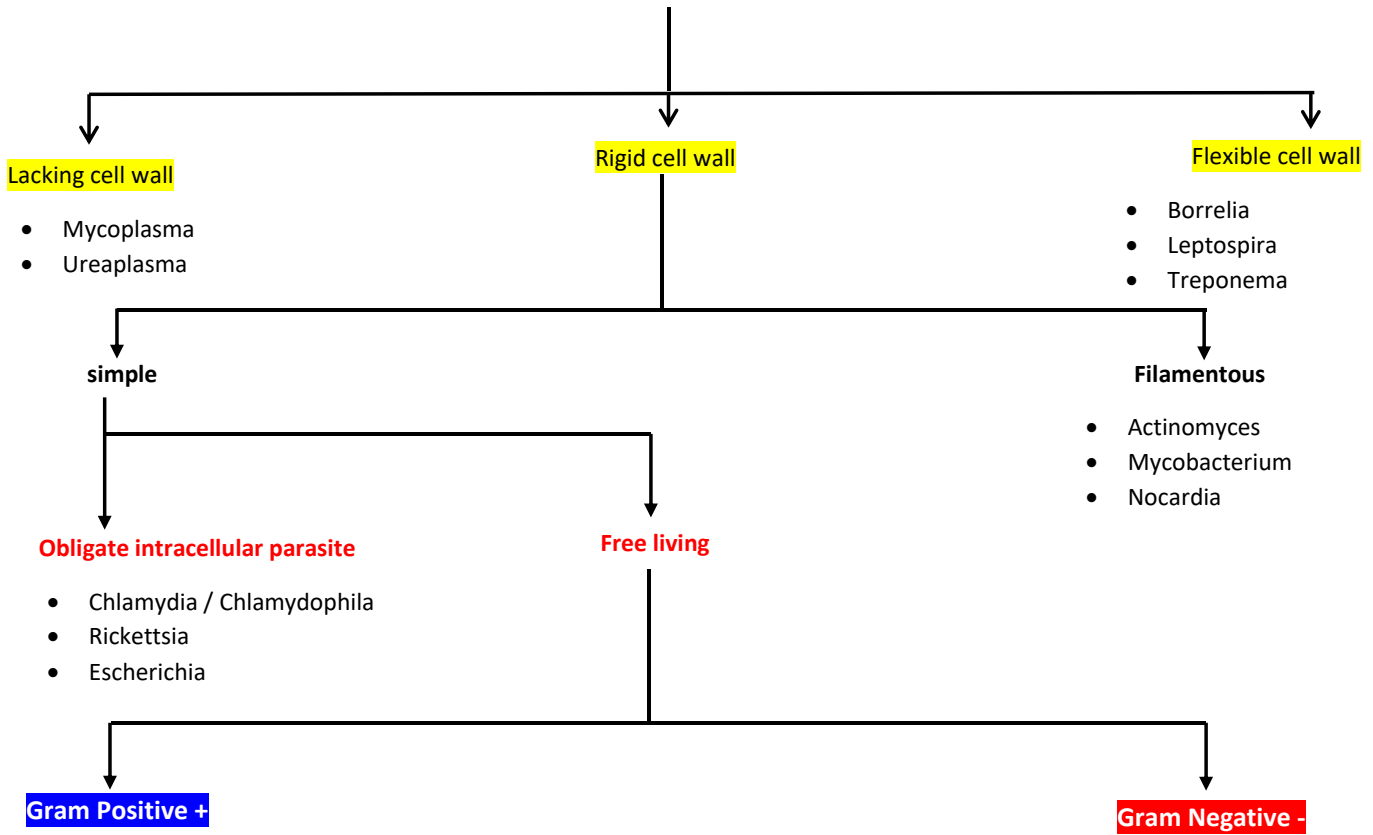 Lacking cell wall
• Mycoplasma
• Ureaplasma
Rigid cell wall
Flexible cell wall
• Borrelia
• Leptospira
• Treponema
simple
Filamentous
• Actinomyces
• Mycobacterium
• Nocardia
Obligate intracellular parasite
• Chlamydia / Chlamydophila
• Rickettsia
• Escherichia
Free living
Gram Positive +
Gram Negative -